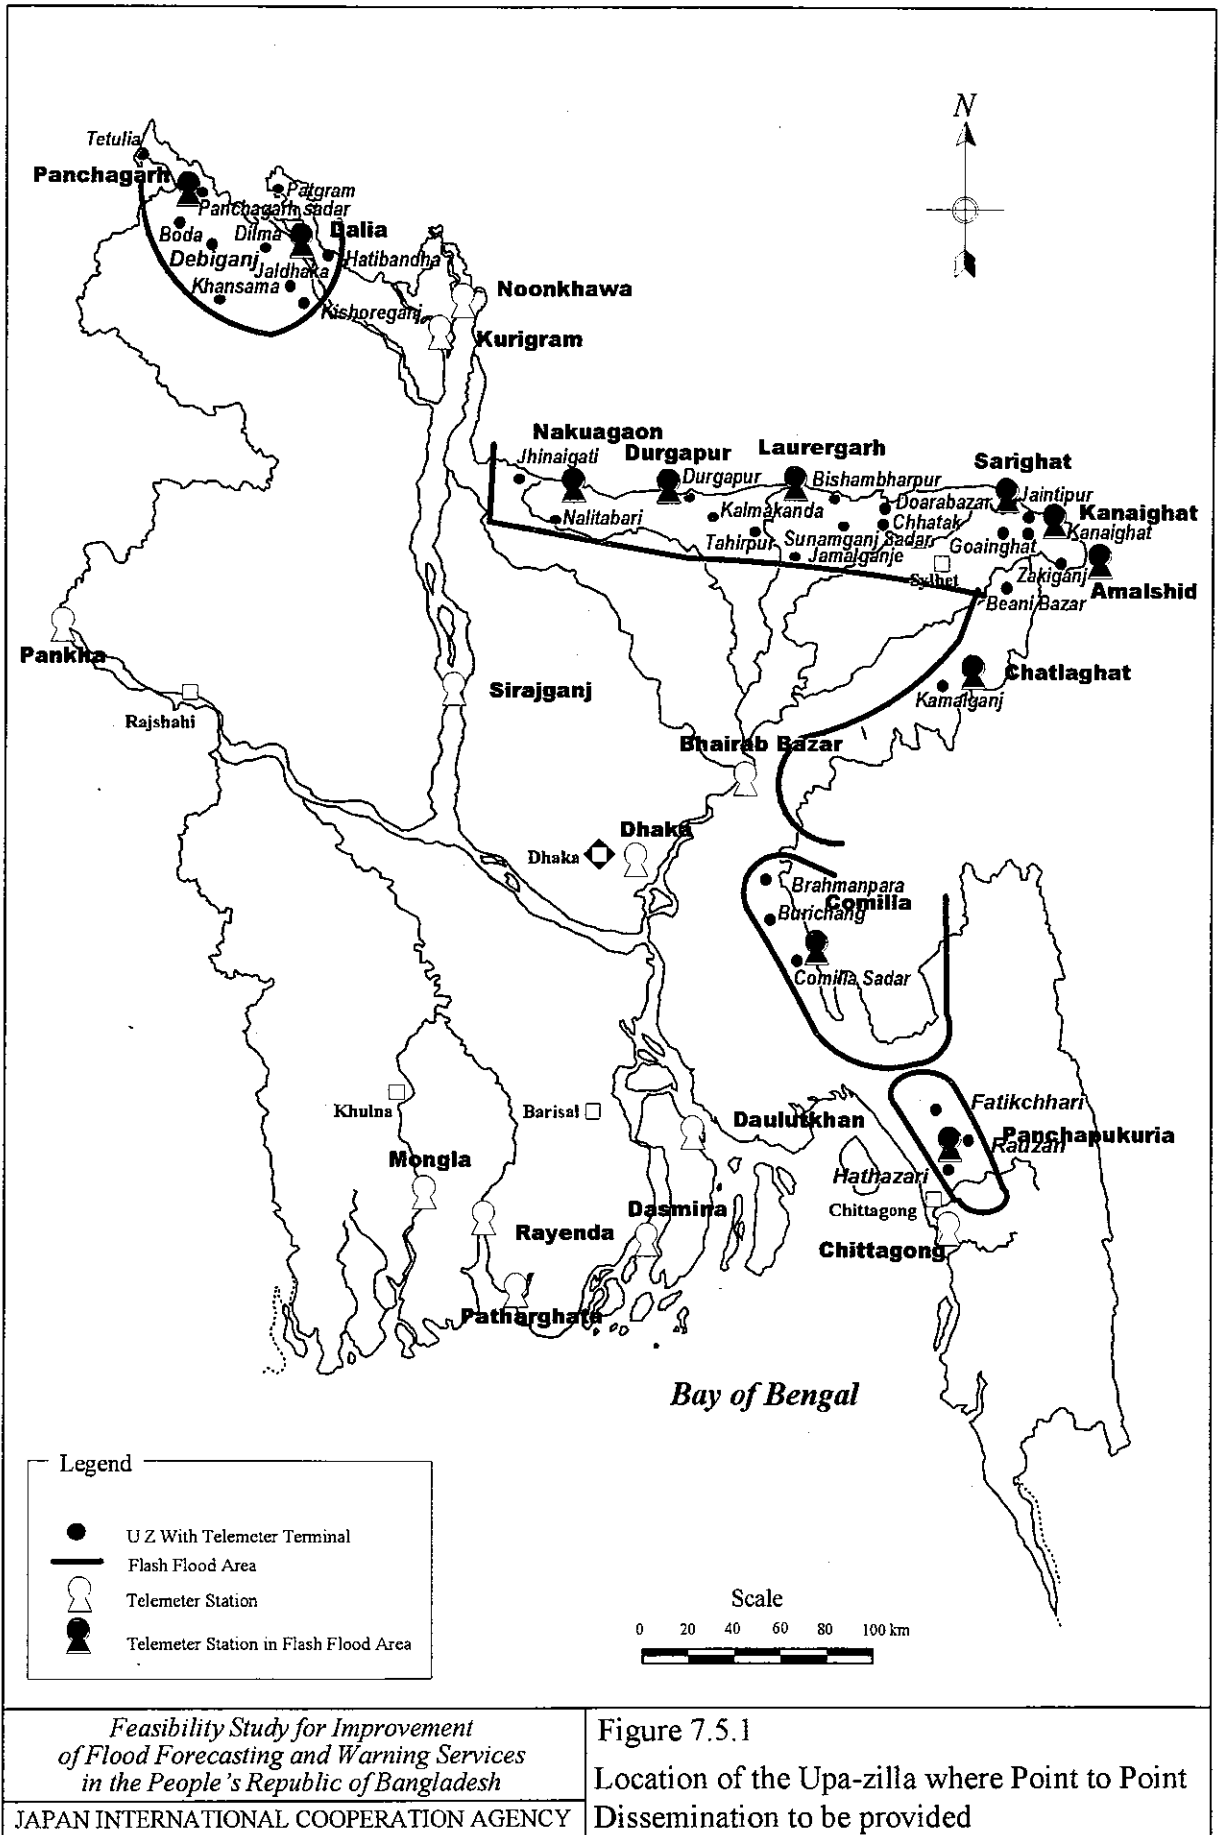 N
Tetulia
Panchagarh
Patgram
Panchagarh sadar
Boda
Dilma
Dalia
Debiganj
Hatibandha
Jaldhaka
Khansama
Kishoreganj
Noonkhawa
Kurigram
Nakuagaon
Laurergarh
Jhinaigati
Durgapur
Sarighat
Durgapur
Bishambharpur
Jaintipur
Doarabazar
Kanaighat
Nalitabari
Kalmakanda
Chhatak
Kanaighat
Tahirpur
Sunamganj Sadar
Goainghat
Jamalganje
Sylhet
Zakiganj
Amalshid
Beani Bazar
Pankha
Chatlaghat
Sirajganj
Kamalganj
Rajshahi
Bhairab Bazar
Dhaka
Dhaka
Brahmanpara
Comilla
Burichang
Comilla Sadar
Khulna
Barisal
Daulutkhan
Fatikchhari
Panchapukuria
Rauzan
Mongla
Hathazari
Chittagong
Dasmina
Rayenda
Chittagong
Patharghata
Bay of Bengal
Legend
U Z With Telemeter Terminal
Flash Flood Area
Telemeter Station
Telemeter Station in Flash Flood Area
Scale
0 20 40 60 80 100 km
Feasibility Study for Improvement
of Flood Forecasting and Warning Services
in the People's Republic of Bangladesh
JAPAN INTERNATIONAL COOPERATION AGENCY
Figure 7.5.1
Location of the Upa-zilla where Point to Point
Dissemination to be provided